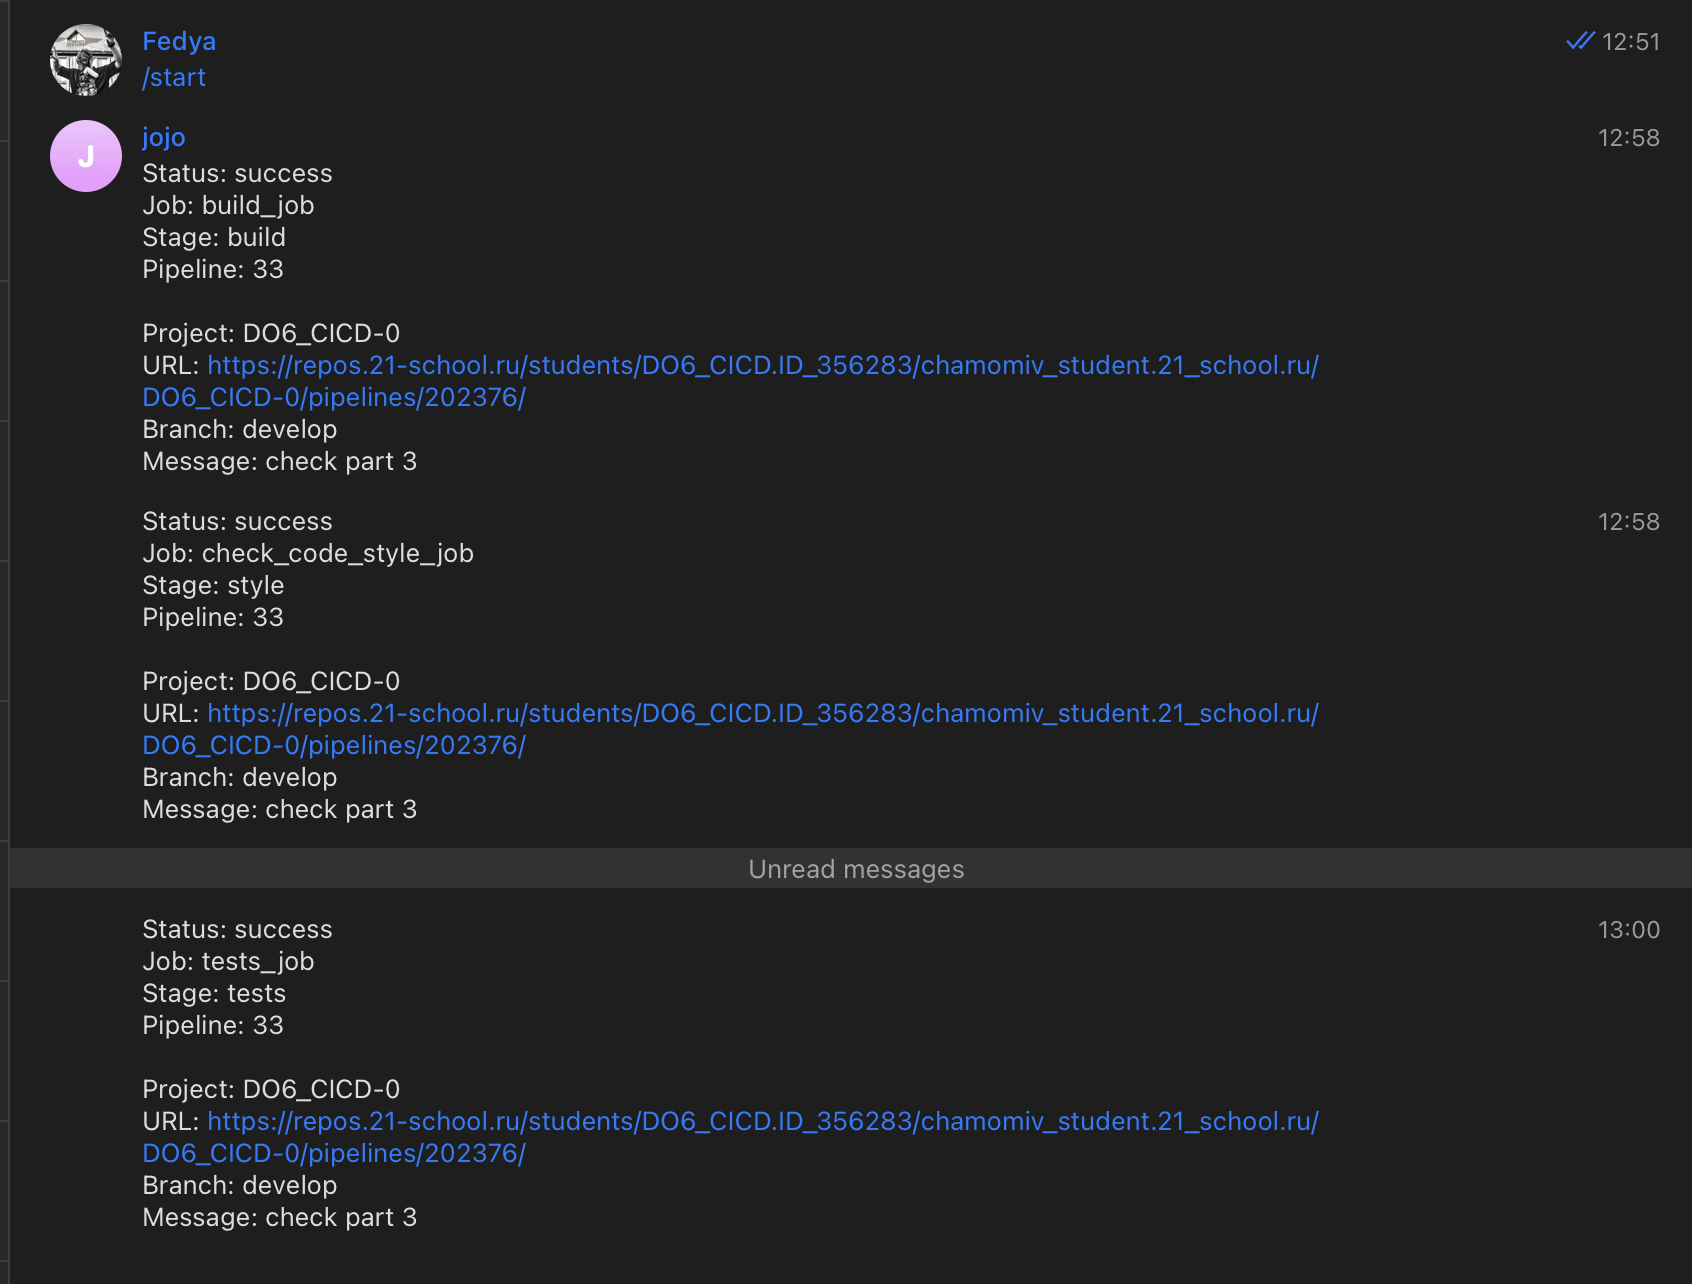 Fedya
12:51
/start
J
jojo
12:58
Status: success
Job: build_job
Stage: build
Pipeline: 33
Project: DO6_CICD-0
URL: https://repos.21-school.ru/students/DO6_CICD.ID_356283/chamomiv_student.21_school.ru/
DO6_CICD-0/pipelines/202376/
Branch: develop
Message: check part 3
Status: success
12:58
Job: check_code_style_job
Stage: style
Pipeline: 33
Project: DO6_CICD-0
URL: https://repos.21-school.ru/students/DO6_CICD.ID_356283/chamomiv_student.21_school.ru/
DO6_CICD-0/pipelines/202376/
Branch: develop
Message: check part 3
Unread messages
Status: success
13:00
Job: tests_job
Stage: tests
Pipeline: 33
Project: DO6_CICD-0
URL: https://repos.21-school.ru/students/DO6_CICD.ID_356283/chamomiv_student.21_school.ru/
DO6_CICD-0/pipelines/202376/
Branch: develop
Message: check part 3